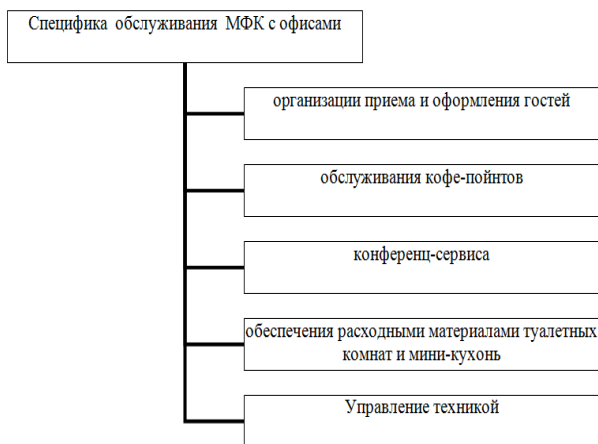 Специфика обслуживания МФК с офисами
организации приема и оформления гостей
обслуживания кофе-пойнтов
конференц-сервиса
обеспечения расходными материалами туалетных
комнат и мини-кухонь
Управление техникой